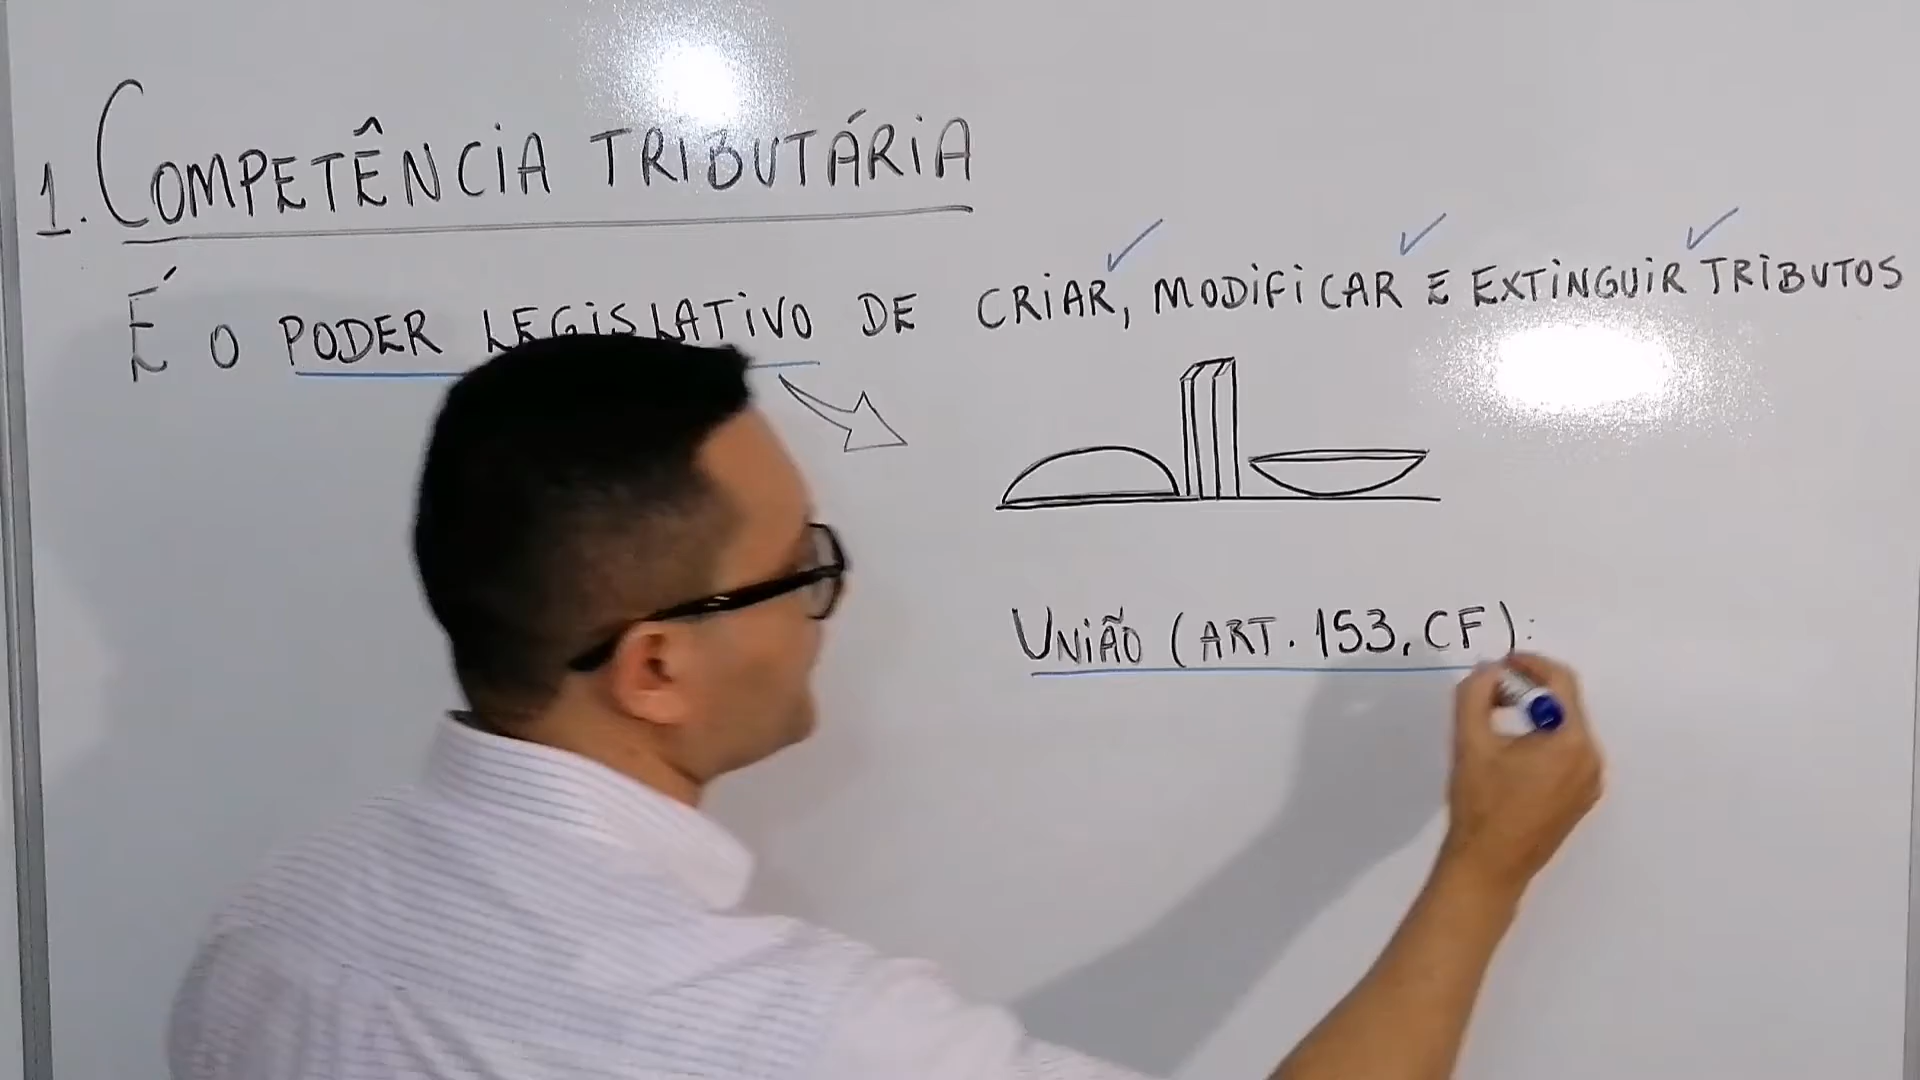 1. COMPETÊNCIA TRIBUTÁRIA
É O PODER LEGISLATIVO DE CRIAR, MODIFICAR E EXTINGUIR TRIBUTOS
UNIÃO (ART. 153, CF):